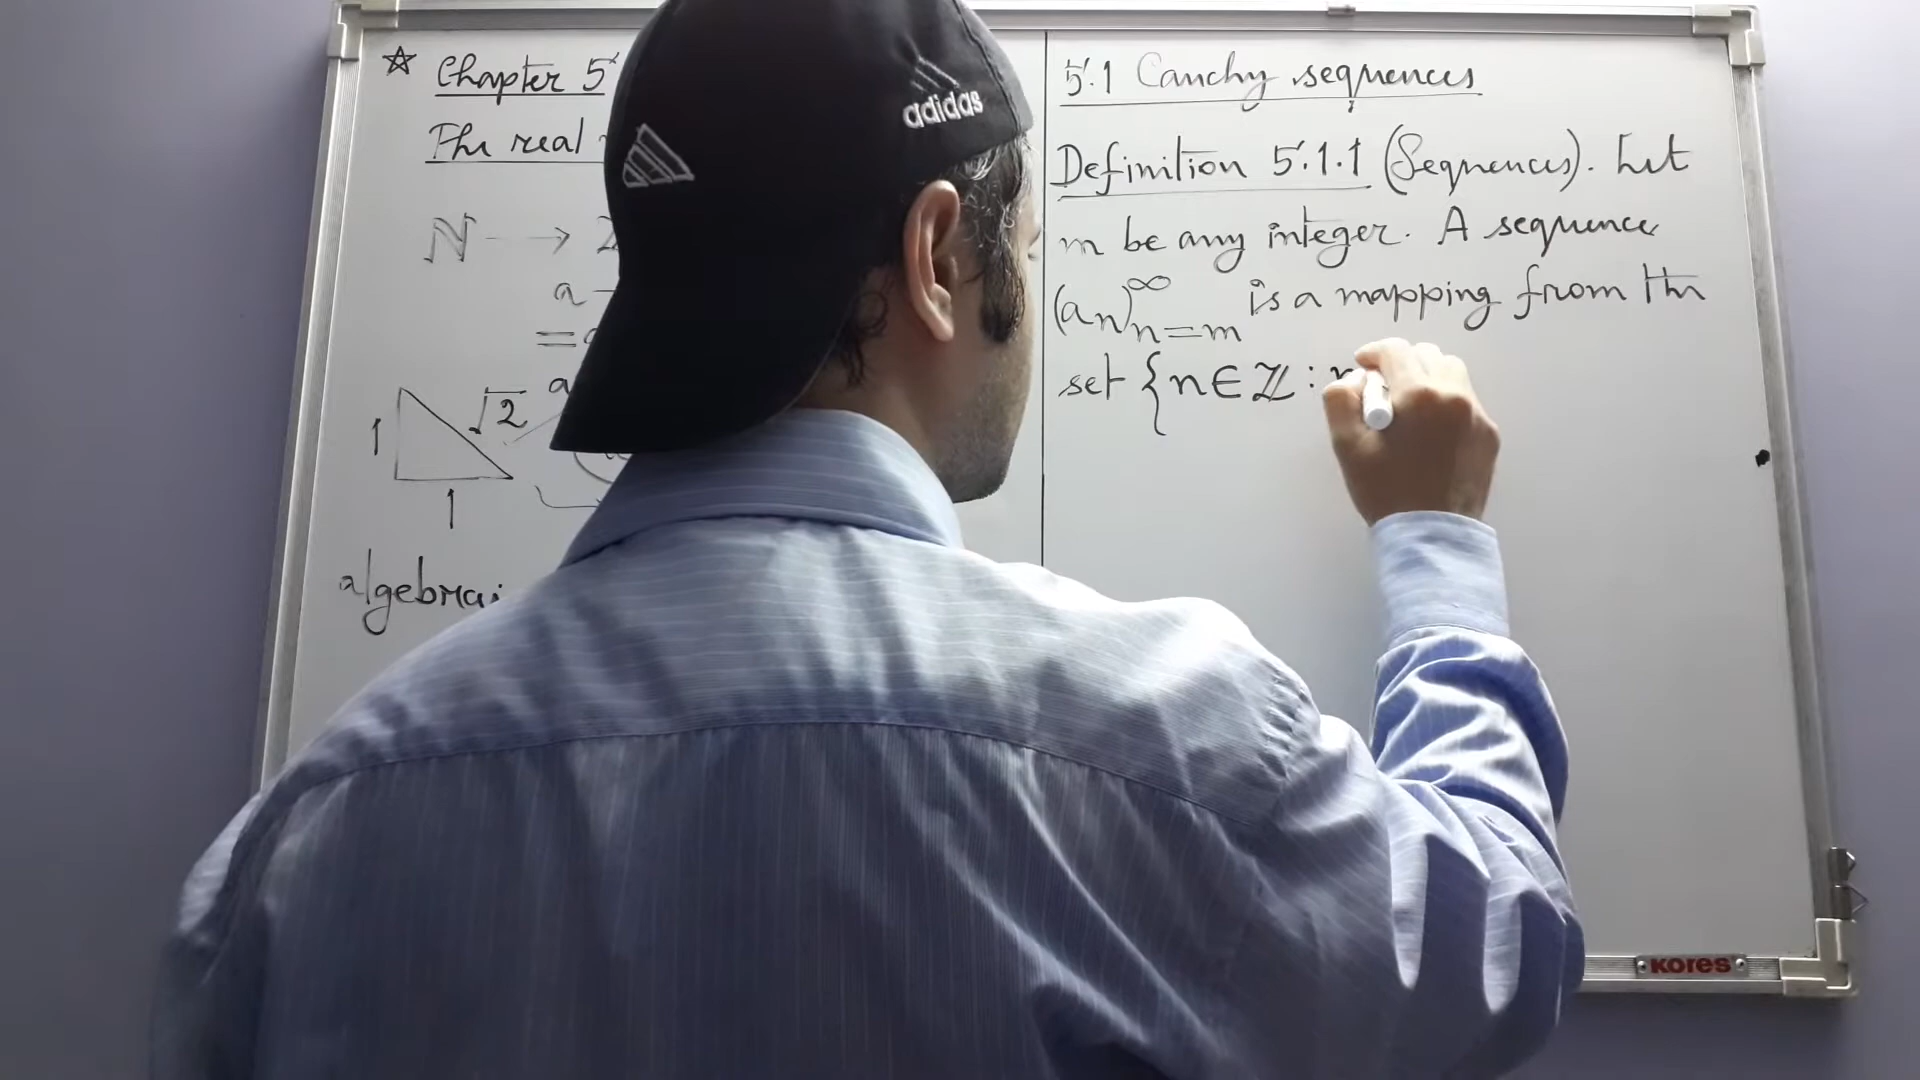 ☆ Chapter 5
The real
ℕ → ℤ
a –
=
a
1
√2
1
algebrai
adidas
5.1 Cauchy sequences
Definition 5.1.1 (Sequences). Let
m be any integer. A sequence
(aₙ)^∞_{n=m} is a mapping from the
set {n ∈ ℤ : n
KORES